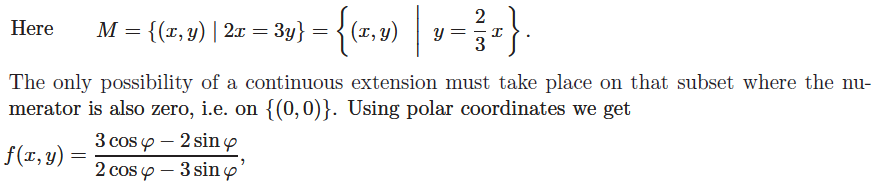 Here M = {(x, y) | 2x = 3y} = { (x, y) | y = \frac{2}{3} x } .
The only possibility of a continuous extension must take place on that subset where the nu-
merator is also zero, i.e. on {(0, 0)}. Using polar coordinates we get
f(x, y) = \frac{3 \cos φ − 2 \sin φ}{2 \cos φ − 3 \sin φ},